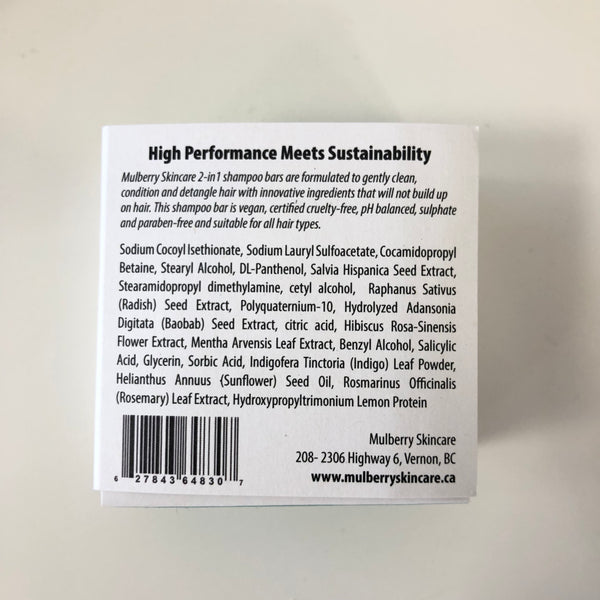 High Performance Meets Sustainability
Mulberry Skincare 2-in1 shampoo bars are formulated to gently clean,
condition and detangle hair with innovative ingredients that will not build up
on hair. This shampoo bar is vegan, certified cruelty-free, pH balanced, sulphate
and paraben-free and suitable for all hair types.
Sodium Cocoyl Isethionate, Sodium Lauryl Sulfoacetate, Cocamidopropyl
Betaine, Stearyl Alcohol, DL-Panthenol, Salvia Hispanica Seed Extract,
Stearamidopropyl dimethylamine, cetyl alcohol, Raphanus Sativus
(Radish) Seed Extract, Polyquaternium-10, Hydrolyzed Adansonia
Digitata (Baobab) Seed Extract, citric acid, Hibiscus Rosa-Sinensis
Flower Extract, Mentha Arvensis Leaf Extract, Benzyl Alcohol, Salicylic
Acid, Glycerin, Sorbic Acid, Indigofera Tinctoria (Indigo) Leaf Powder,
Helianthus Annuus {Sunflower) Seed Oil, Rosmarinus Officinalis
(Rosemary) Leaf Extract, Hydroxypropyltrimonium Lemon Protein
Mulberry Skincare
208- 2306 Highway 6, Vernon, BC
www.mulberryskincare.ca
6 27843 64830 7